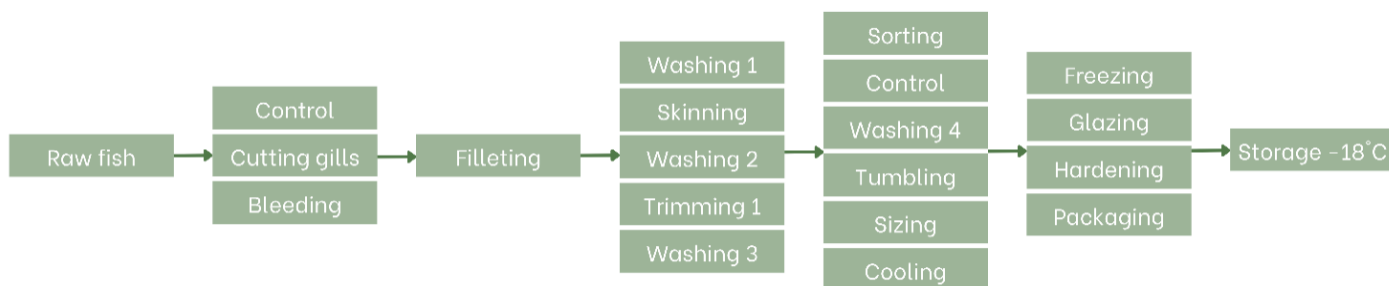 Raw fish
Control
Cutting gills
Bleeding
Filleting
Washing 1
Skinning
Washing 2
Trimming 1
Washing 3
Sorting
Control
Washing 4
Tumbling
Sizing
Cooling
Freezing
Glazing
Hardening
Packaging
Storage -18°C